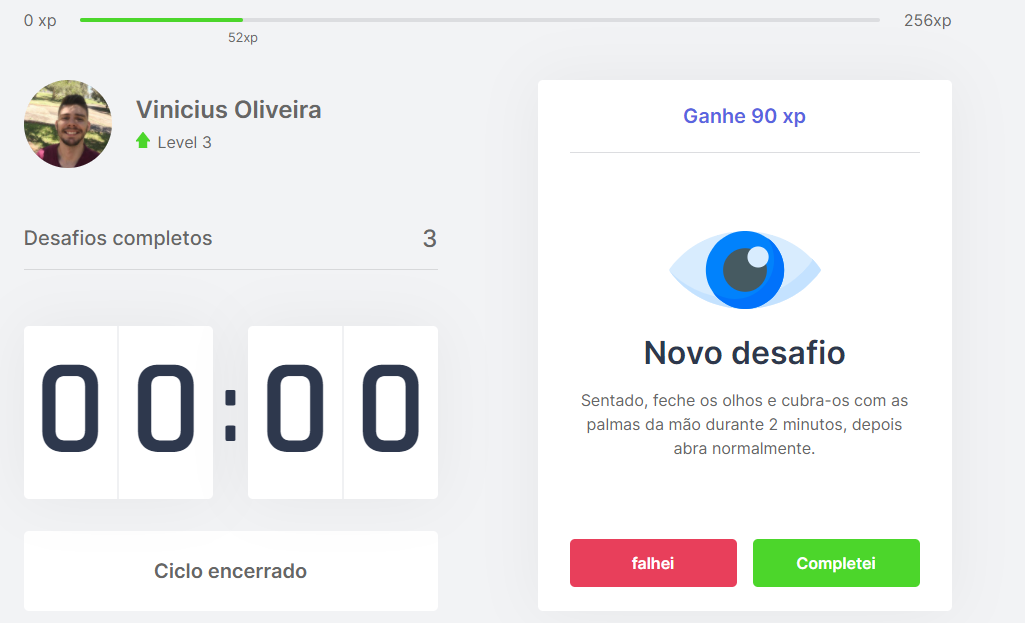 0 xp
256xp
52xp
Vinicius Oliveira
Level 3
Desafios completos
3
00:00
Ciclo encerrado
Ganhe 90 xp
Novo desafio
Sentado, feche os olhos e cubra-os com as
palmas da mão durante 2 minutos, depois
abra normalmente.
falhei
Completei